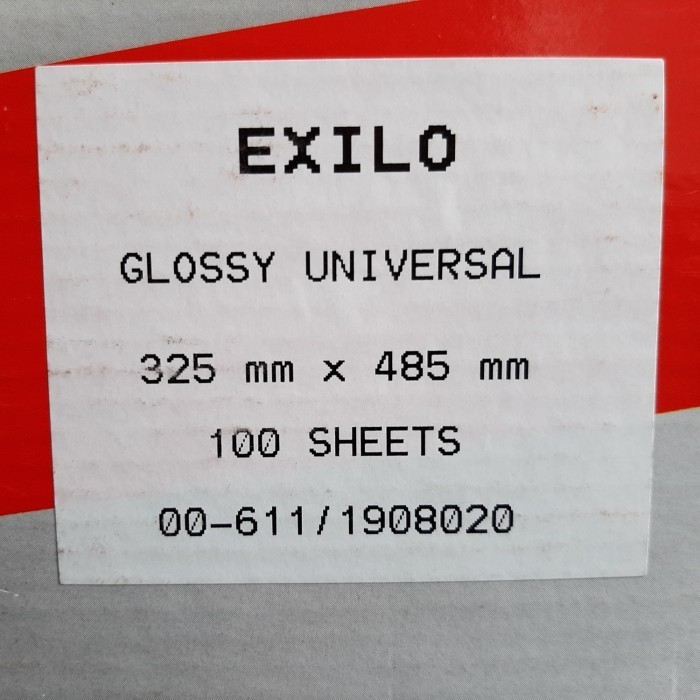 EXILO
GLOSSY UNIVERSAL
325 mm x 485 mm
100 SHEETS
00-611/1908020